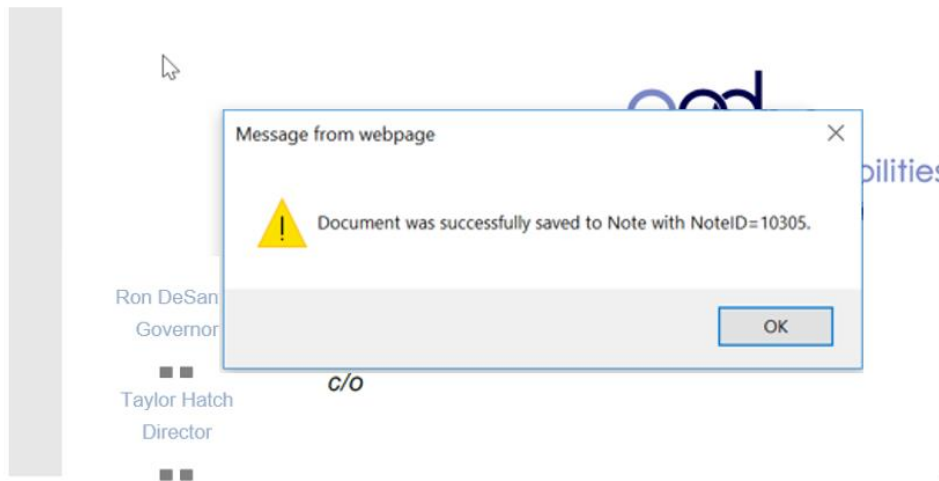 apd
Message from webpage
bilities
Document was successfully saved to Note with NoteID=10305.
Ron DeSan
Governor
OK
c/o
Taylor Hatch
Director